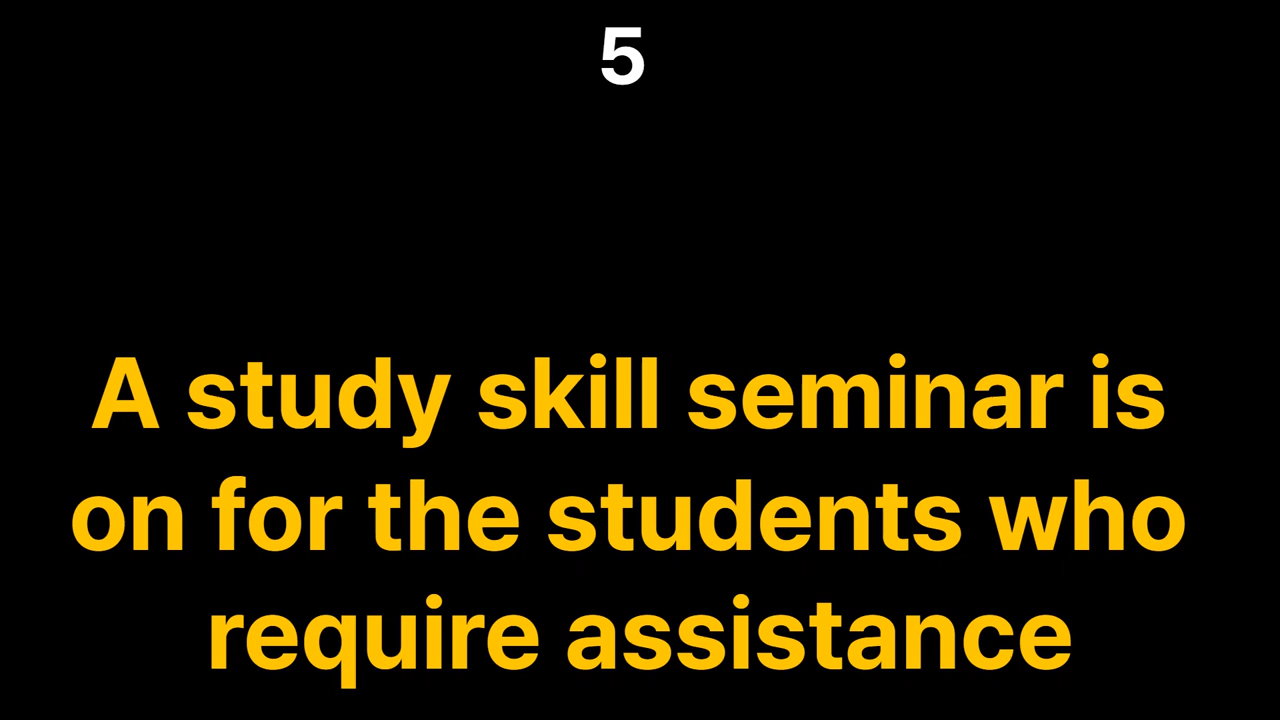 5
A study skill seminar is
on for the students who
require assistance